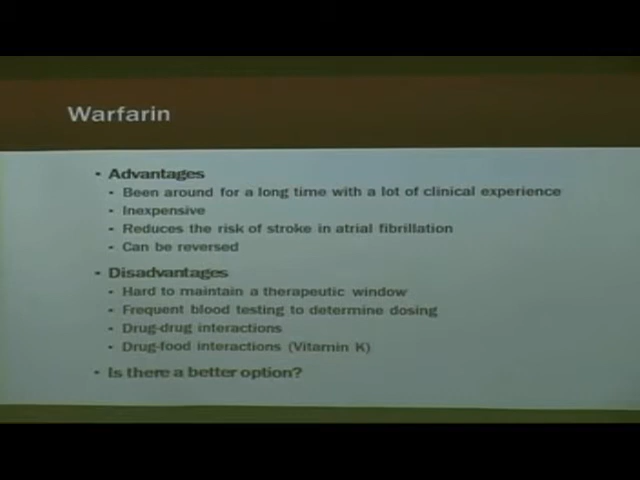 Warfarin
• Advantages
• Been around for a long time with a lot of clinical experience
• Inexpensive
• Reduces the risk of stroke in atrial fibrillation
• Can be reversed
• Disadvantages
• Hard to maintain a therapeutic window
• Frequent blood testing to determine dosing
• Drug-drug interactions
• Drug-food interactions (Vitamin K)
• Is there a better option?